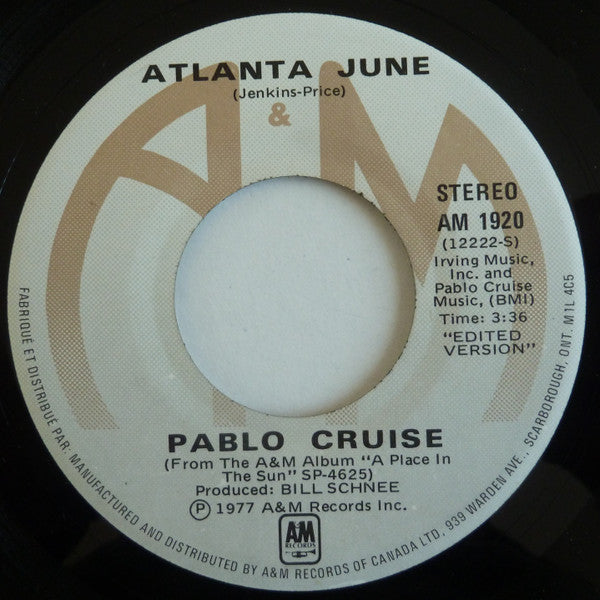 ATLANTA JUNE
(Jenkins-Price)
A&M
STEREO
AM 1920
(12222-S)
Irving Music,
Inc. and
Pablo Cruise
Music, (BMI)
Time: 3:36
"EDITED
VERSION"
PABLO CRUISE
(From The A&M Album "A Place In
The Sun" SP-4625)
Produced: BILL SCHNEE
Ⓟ 1977 A&M Records Inc.
A&M
RECORDS
FABRIQUÉ ET DISTRIBUÉ PAR: MANUFACTURED AND DISTRIBUTED BY A&M RECORDS OF CANADA LTD. 939 WARDEN AVE., SCARBOROUGH, ONT. M1L 4C5